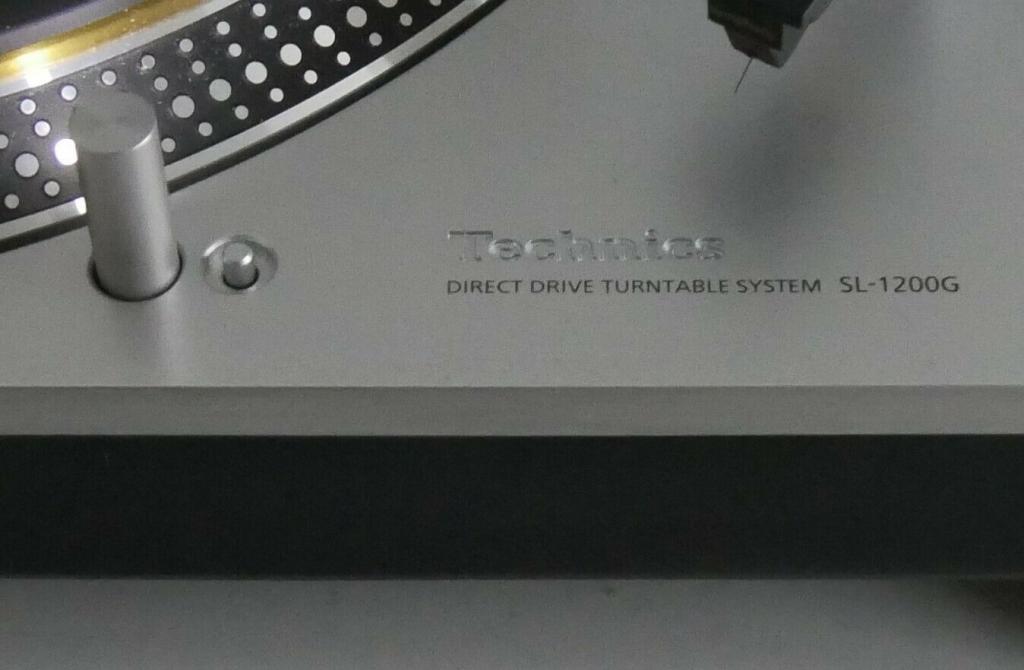 Technics
DIRECT DRIVE TURNTABLE SYSTEM SL-1200G